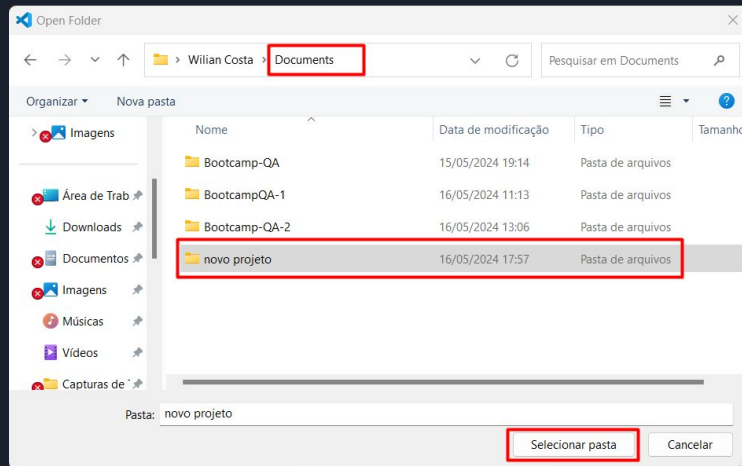 Open Folder
Wilian Costa > Documents
Pesquisar em Documents
Organizar Nova pasta
Imagens
Nome Data de modificação Tipo Tamanho
Bootcamp-QA 15/05/2024 19:14 Pasta de arquivos
Área de Trab
BootcampQA-1 16/05/2024 11:13 Pasta de arquivos
Downloads
Bootcamp-QA-2 16/05/2024 13:06 Pasta de arquivos
Documentos
novo projeto 16/05/2024 17:57 Pasta de arquivos
Imagens
Músicas
Vídeos
Capturas de
Pasta: novo projeto
Selecionar pasta Cancelar